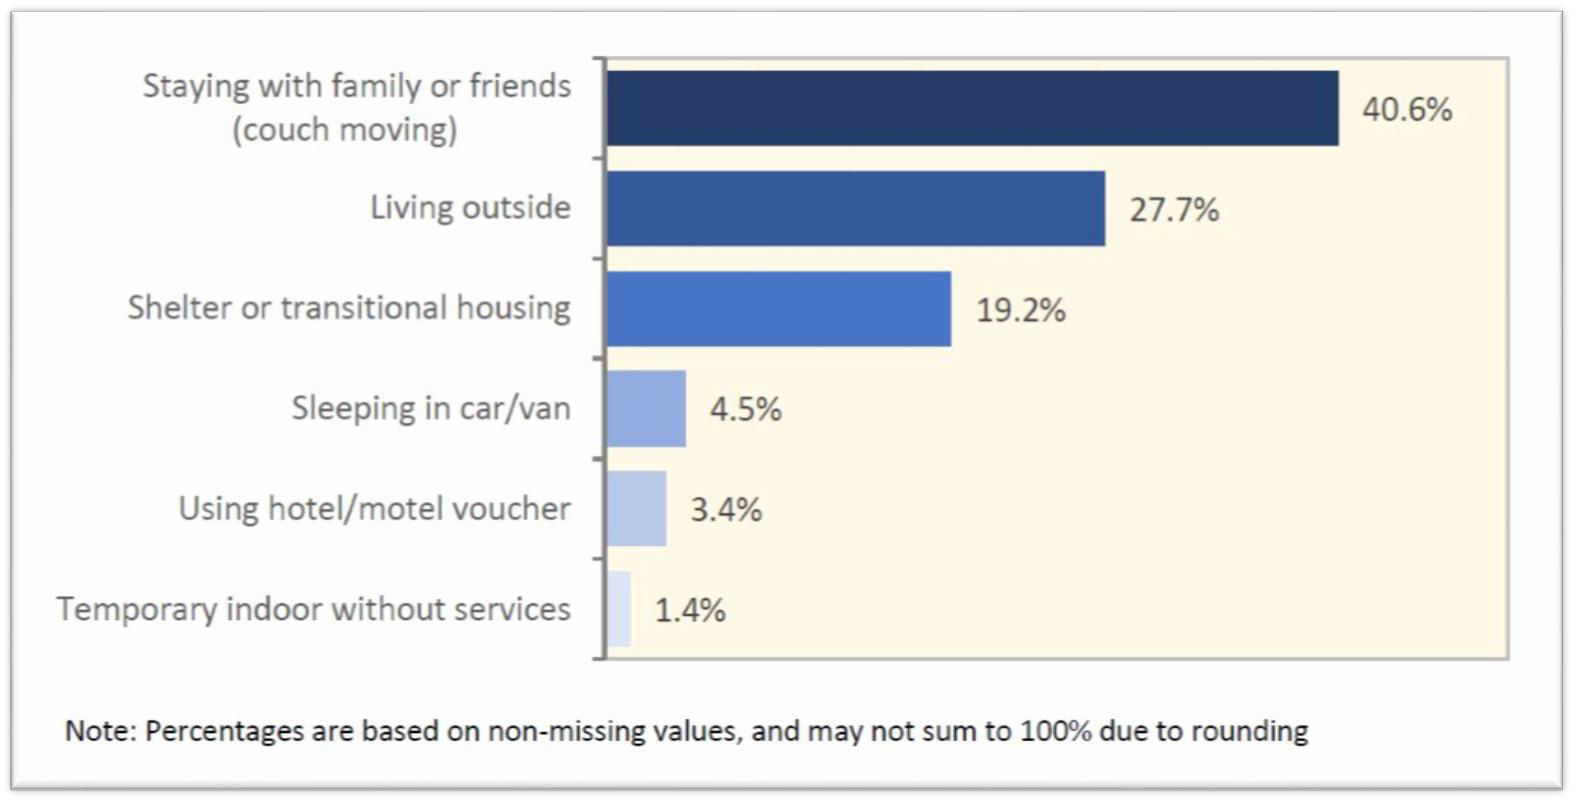 Staying with family or friends
(couch moving)
40.6%
Living outside
27.7%
Shelter or transitional housing
19.2%
Sleeping in car/van
4.5%
Using hotel/motel voucher
3.4%
Temporary indoor without services
1.4%
Note: Percentages are based on non-missing values, and may not sum to 100% due to rounding